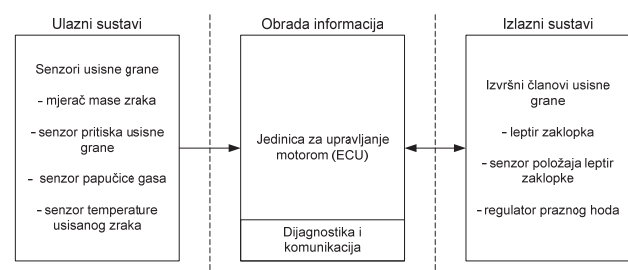 Ulazni sustavi
Senzori usisne grane
- mjerač mase zraka
- senzor pritiska usisne
grane
- senzor papučice gasa
- senzor temperature
usisanog zraka
Obrada informacija
Jedinica za upravljanje
motorom (ECU)
Dijagnostika i
komunikacija
Izlazni sustavi
Izvršni članovi usisne
grane
- leptir zaklopka
- senzor položaja leptir
zaklopke
- regulator praznog hoda